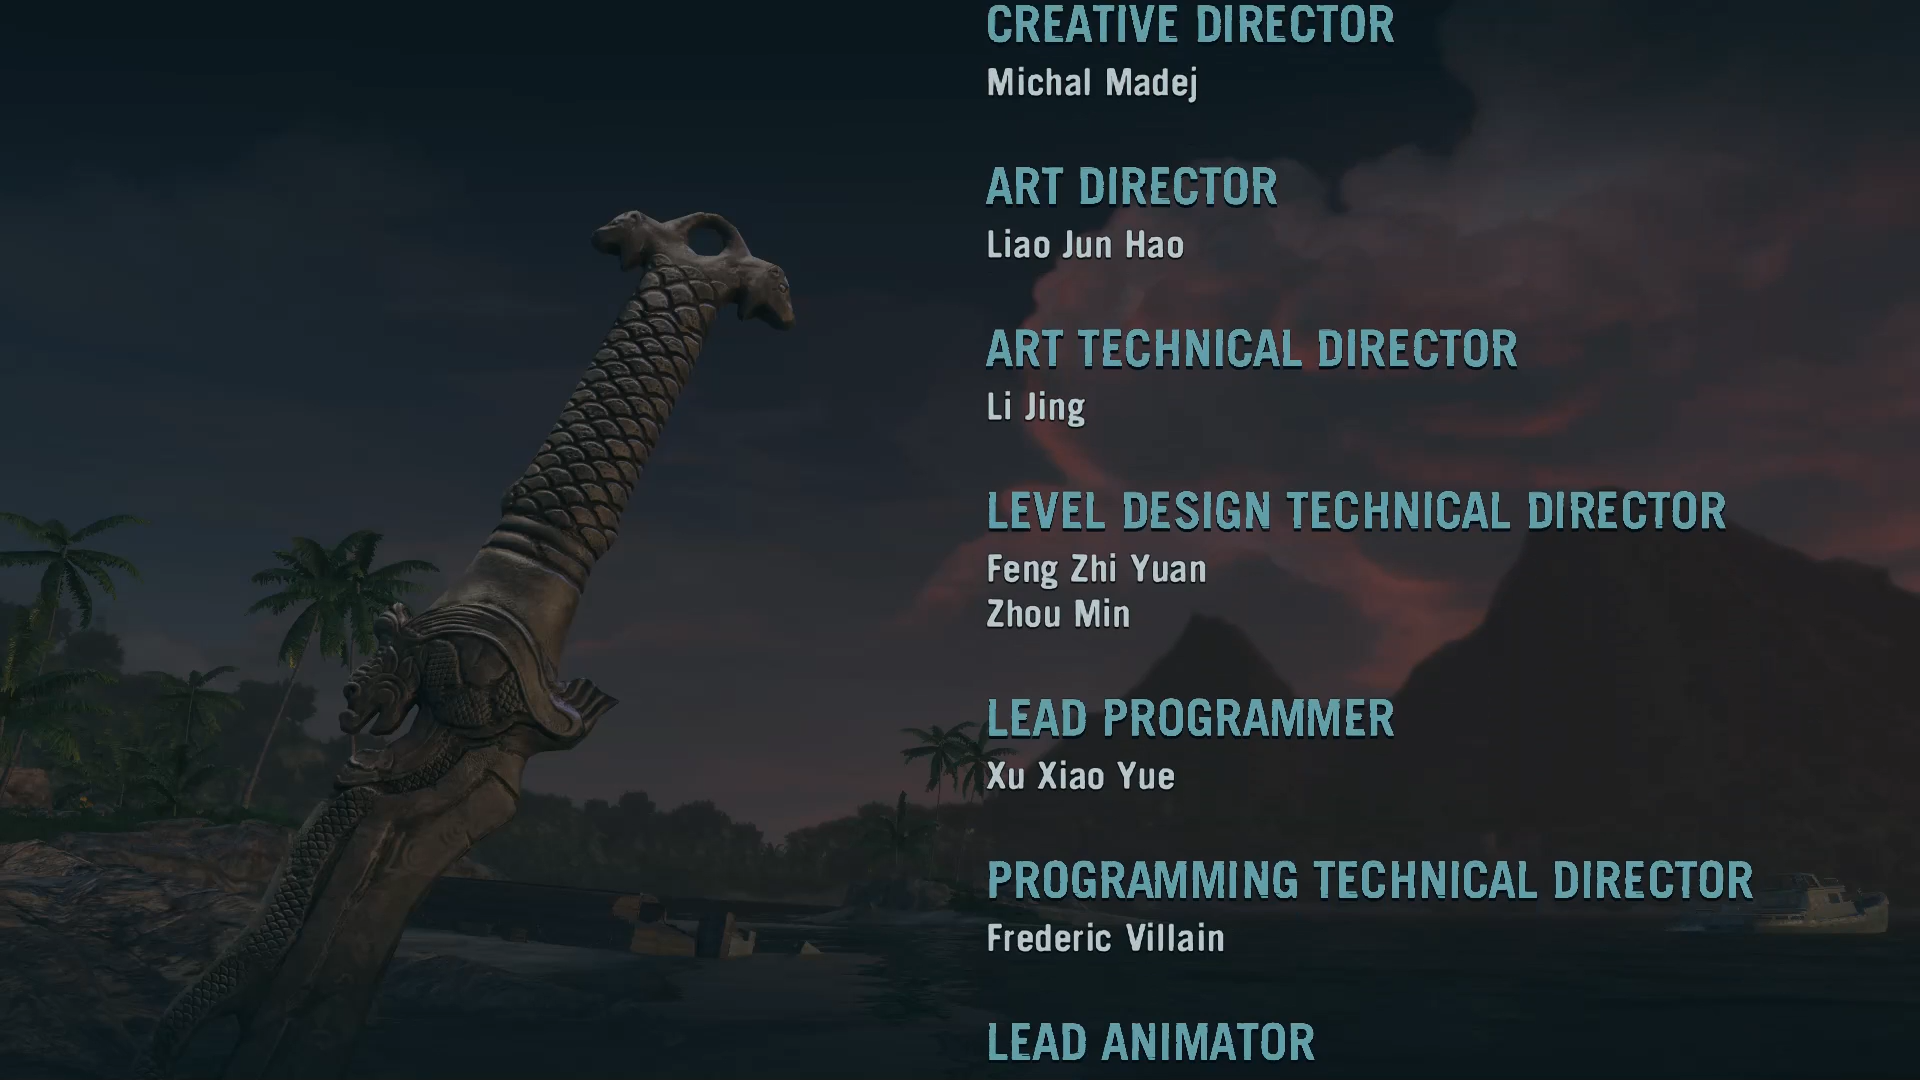 CREATIVE DIRECTOR
Michal Madej
ART DIRECTOR
Liao Jun Hao
ART TECHNICAL DIRECTOR
Li Jing
LEVEL DESIGN TECHNICAL DIRECTOR
Feng Zhi Yuan
Zhou Min
LEAD PROGRAMMER
Xu Xiao Yue
PROGRAMMING TECHNICAL DIRECTOR
Frederic Villain
LEAD ANIMATOR